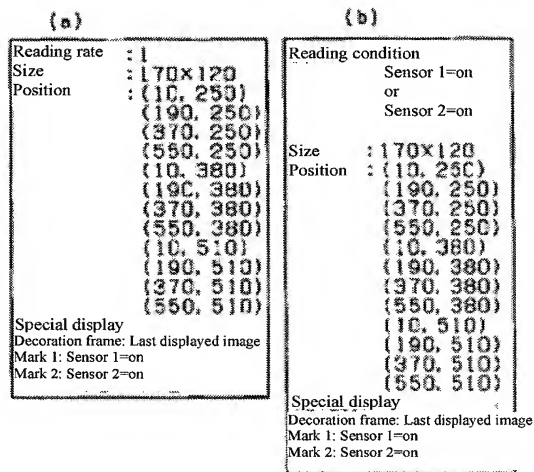 (a)
Reading rate : 1
Size : 170×120
Position : (10, 250)
(190, 250)
(370, 250)
(550, 250)
(10, 380)
(190, 380)
(370, 380)
(550, 380)
(10, 510)
(190, 510)
(370, 510)
(550, 510)
Special display
Decoration frame: Last displayed image
Mark 1: Sensor 1=on
Mark 2: Sensor 2=on
(b)
Reading condition
Sensor 1=on
or
Sensor 2=on
Size : 170×120
Position : (10, 250)
(190, 250)
(370, 250)
(550, 250)
(10, 380)
(190, 380)
(370, 380)
(550, 380)
(10, 510)
(190, 510)
(370, 510)
(550, 510)
Special display
Decoration frame: Last displayed image
Mark 1: Sensor 1=on
Mark 2: Sensor 2=on